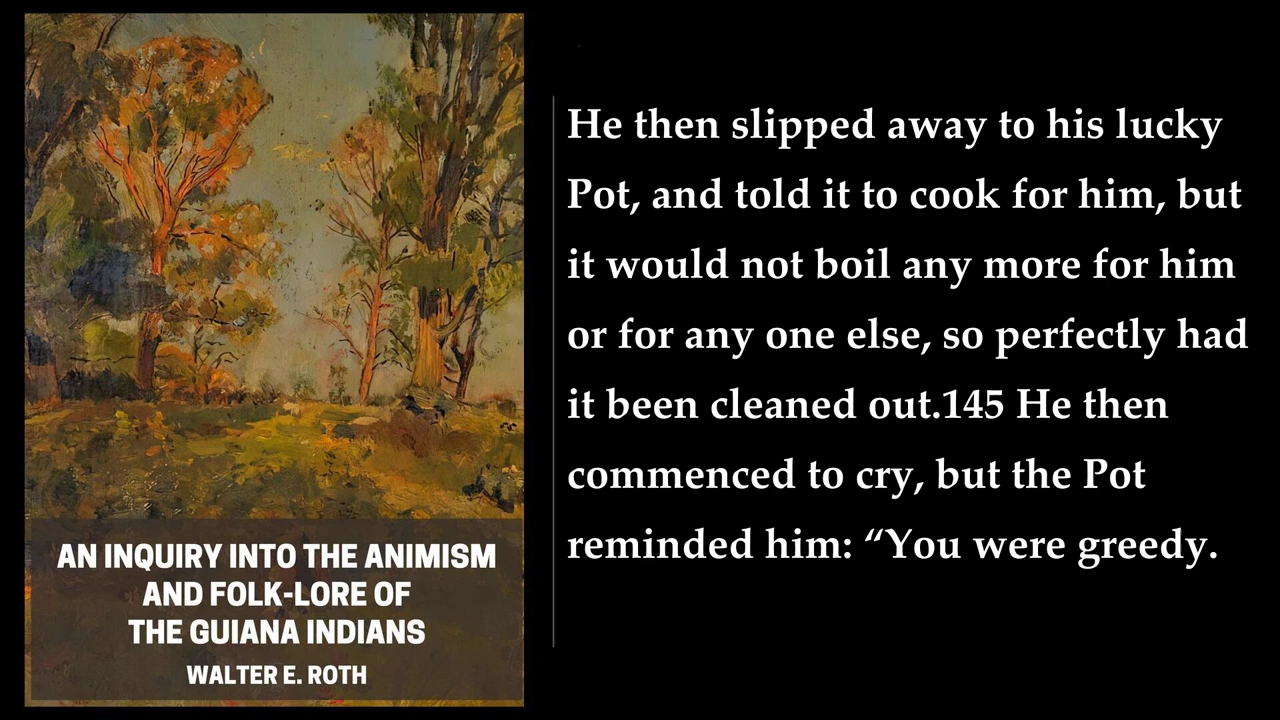 AN INQUIRY INTO THE ANIMISM
AND FOLK-LORE OF
THE GUIANA INDIANS
WALTER E. ROTH
He then slipped away to his lucky
Pot, and told it to cook for him, but
it would not boil any more for him
or for any one else, so perfectly had
it been cleaned out.145 He then
commenced to cry, but the Pot
reminded him: “You were greedy.